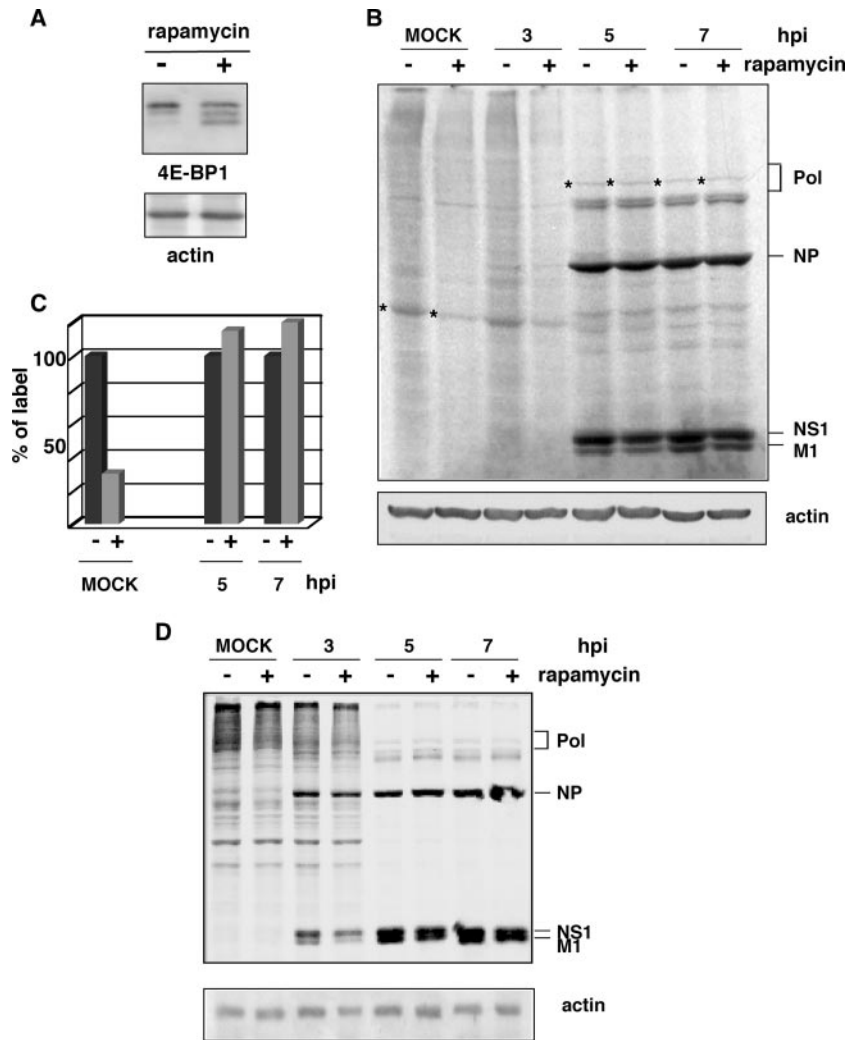 A
rapamycin
- +
4E-BP1
actin
B
MOCK 3 5 7 hpi
- + - + - + - + rapamycin
* * * *
Pol
NP
* *
NS1
M1
actin
C
% of label
100
50
- + - + - +
MOCK 5 7 hpi
D
MOCK 3 5 7 hpi
- + - + - + - + rapamycin
Pol
NP
NS1
M1
actin